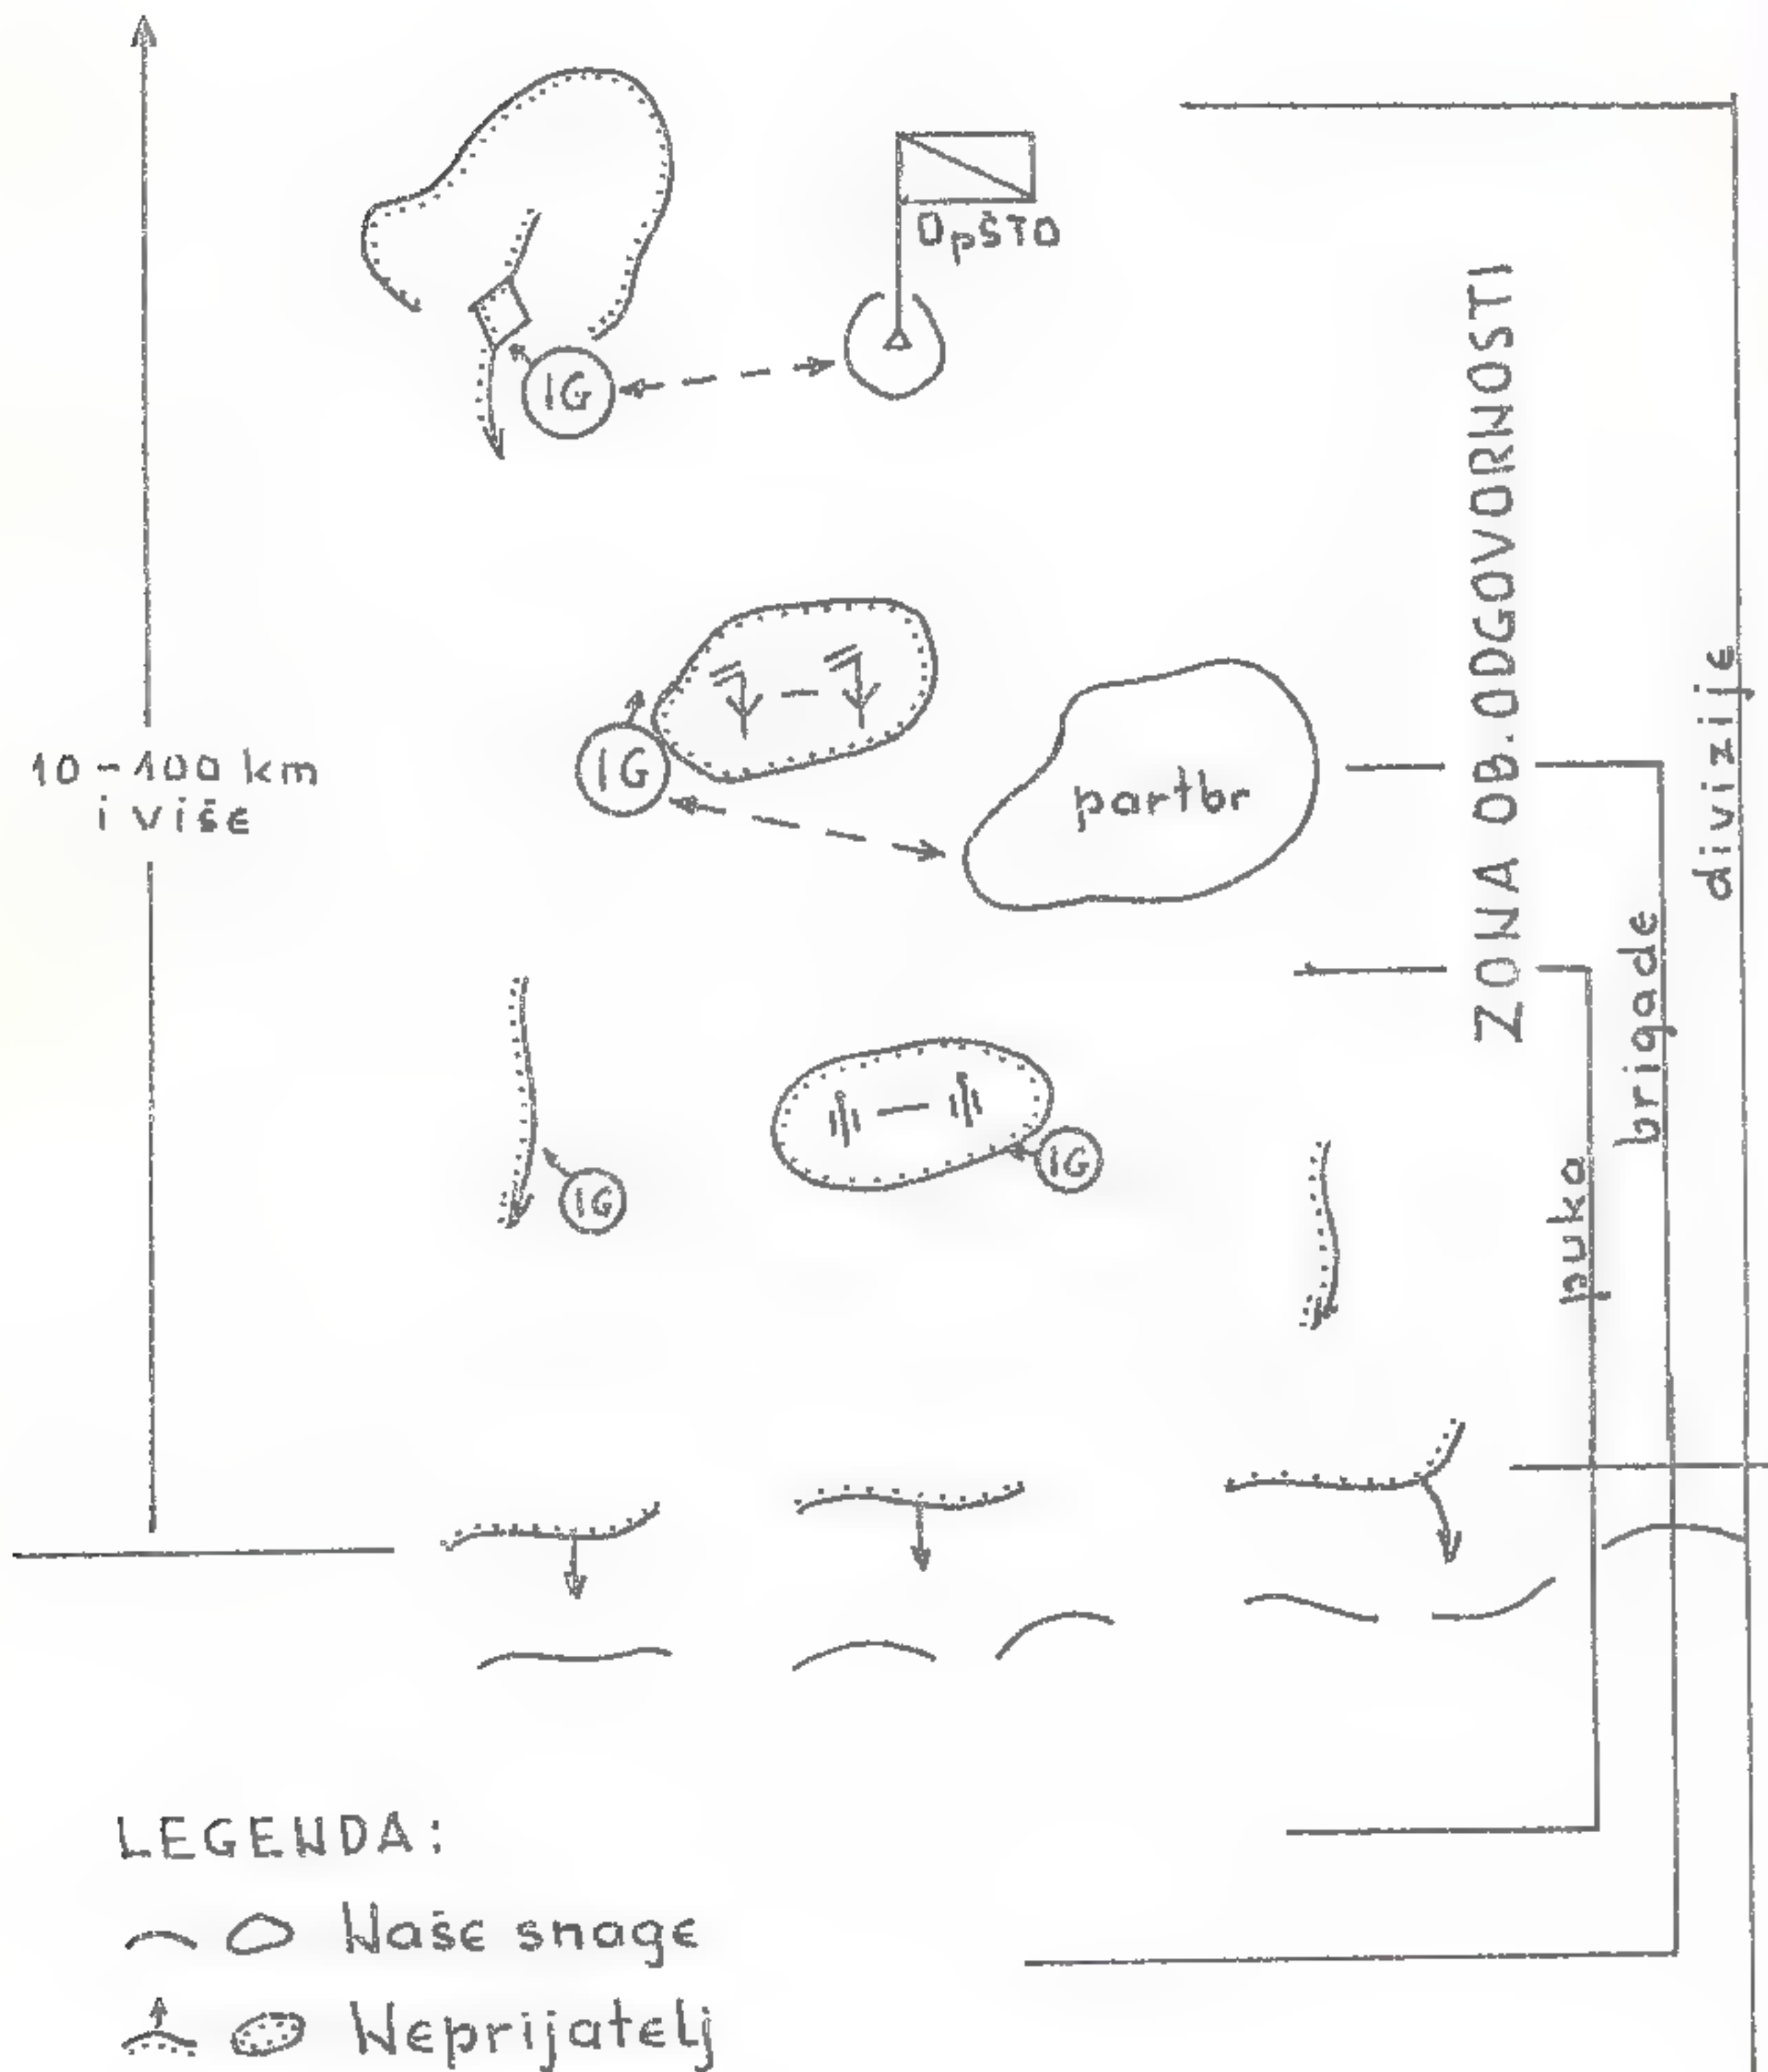 OpŠTO
IG
10-100 km
i više
IG
partbr
ZONA OB. ODGOVORNOSTI
divizije
brigade
puka
IG
IG
LEGENDA:
Naše snage
Neprijatelj